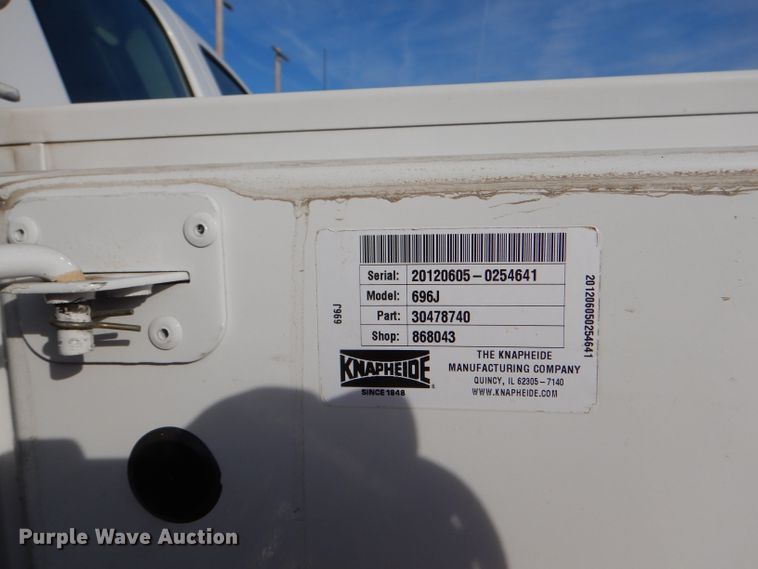 Serial: 20120605-0254641
Model: 696J
Part: 30478740
Shop: 868043
696J
201206050254641
KNAPHEIDE
SINCE 1848
THE KNAPHEIDE
MANUFACTURING COMPANY
QUINCY, IL 62305-7140
WWW.KNAPHEIDE.COM
Purple Wave Auction®